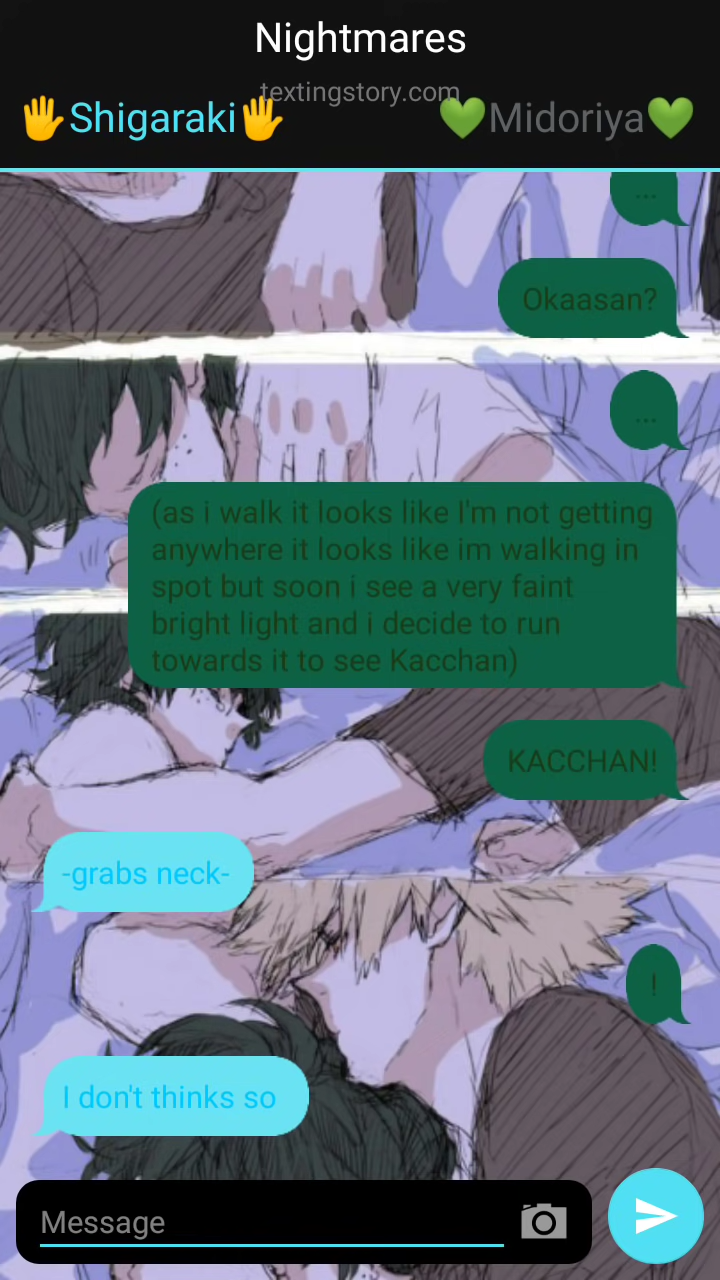 Nightmares
textingstory.com
🖐Shigaraki🖐 💚Midoriya💚
...
Okaasan?
...
(as i walk it looks like I'm not getting
anywhere it looks like im walking in
spot but soon i see a very faint
bright light and i decide to run
towards it to see Kacchan)
KACCHAN!
-grabs neck-
!
I don't thinks so
Message